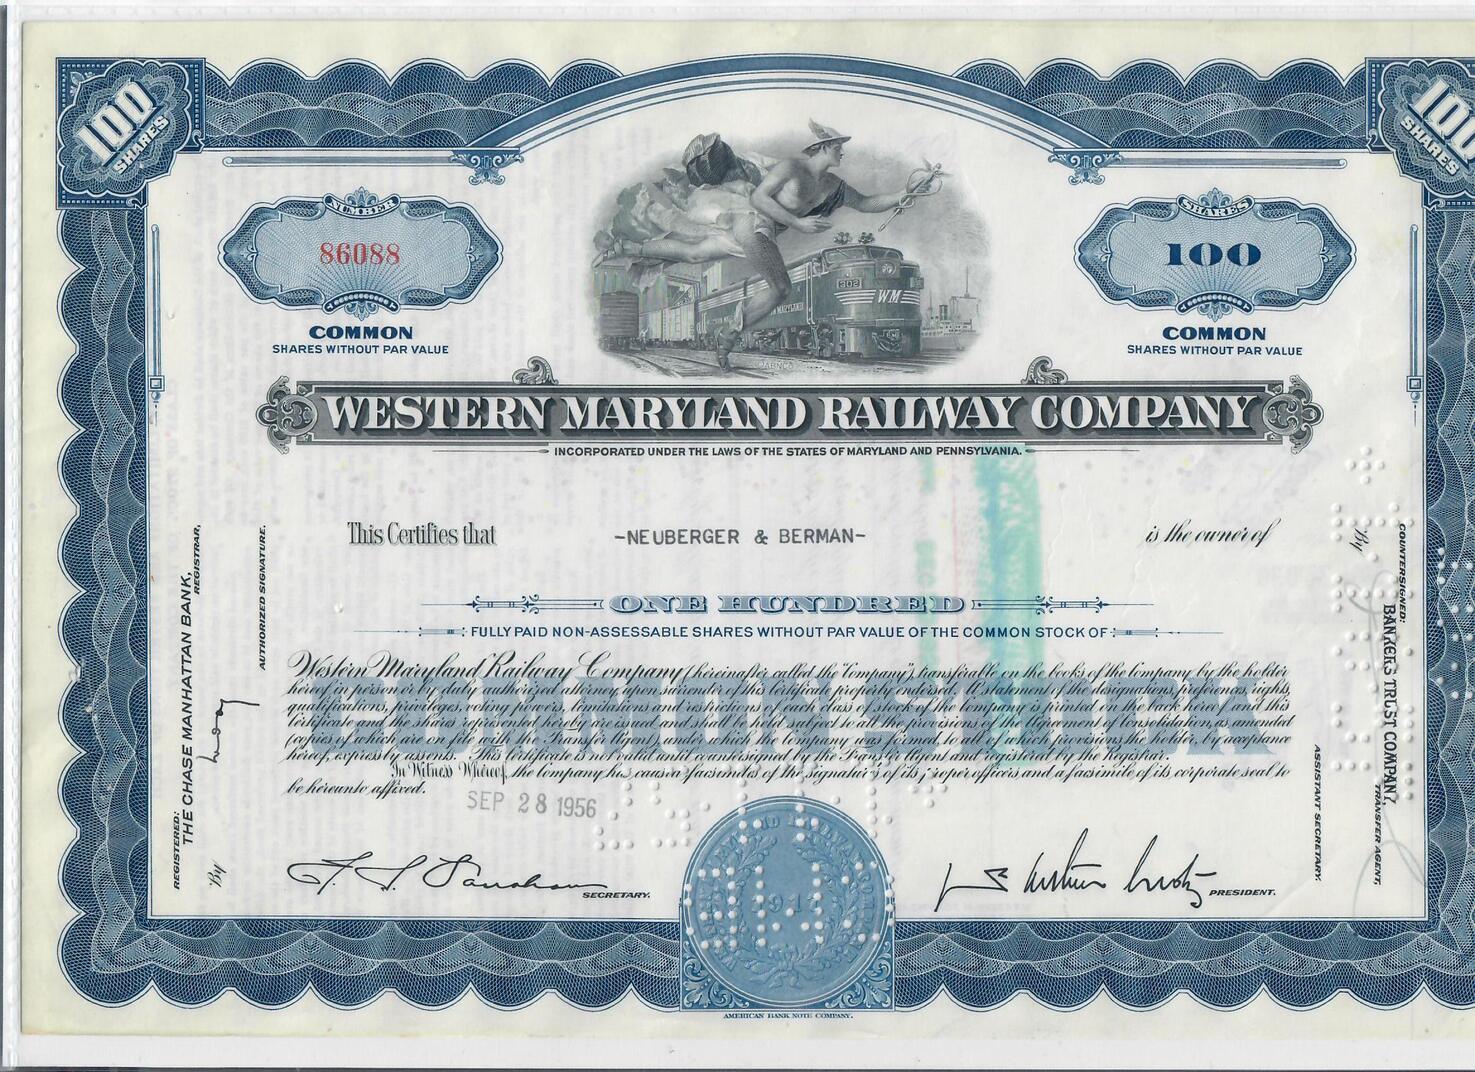 100 SHARES
100 SHARES
NUMBER
86088
COMMON
SHARES WITHOUT PAR VALUE
302
WM
SHARES
100
COMMON
SHARES WITHOUT PAR VALUE
WESTERN MARYLAND RAILWAY COMPANY
INCORPORATED UNDER THE LAWS OF THE STATES OF MARYLAND AND PENNSYLVANIA.
This Certifies that -NEUBERGER & BERMAN- is the owner of
ONE HUNDRED
FULLY PAID NON-ASSESSABLE SHARES WITHOUT PAR VALUE OF THE COMMON STOCK OF
Western Maryland Railway Company (hereinafter called the "Company"), transferable on the books of the Company by the holder
hereof in person or by duly authorized attorney, upon surrender of this Certificate properly endorsed. A statement of the designations, preferences, rights,
qualifications, privileges, voting powers, limitations and restrictions of each class of stock of the Company is printed on the back hereof, and this
Certificate and the shares represented hereby are issued and shall be held subject to all the provisions of the Agreement of Consolidation, as amended
(copies of which are on file with the Transfer Agent), under which the Company was formed, to all of which provisions the holder, by acceptance
hereof, expressly assents. This Certificate is not valid until countersigned by the Transfer Agent and registered by the Registrar.
In Witness Whereof, the Company has caused facsimiles of the signatures of its proper officers and a facsimile of its corporate seal to
be hereunto affixed.
COMMON STOCK
SEP 28 1956
SECRETARY.
PRESIDENT.
AMERICAN BANK NOTE COMPANY.
REGISTERED:
THE CHASE MANHATTAN BANK,
REGISTRAR,
By
AUTHORIZED SIGNATURE.
COUNTERSIGNED:
BANKERS TRUST COMPANY,
TRANSFER AGENT,
By
ASSISTANT SECRETARY.